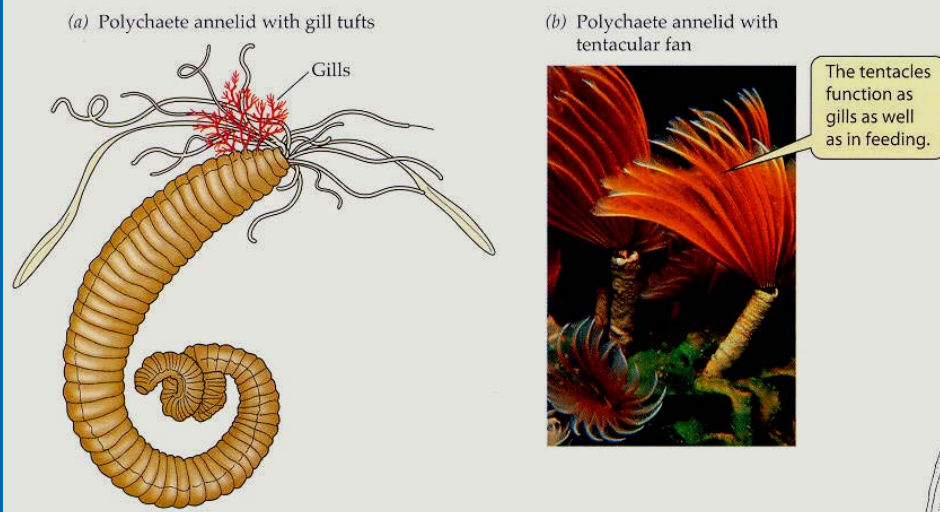 (a) Polychaete annelid with gill tufts
Gills
(b) Polychaete annelid with
tentacular fan
The tentacles
function as
gills as well
as in feeding.